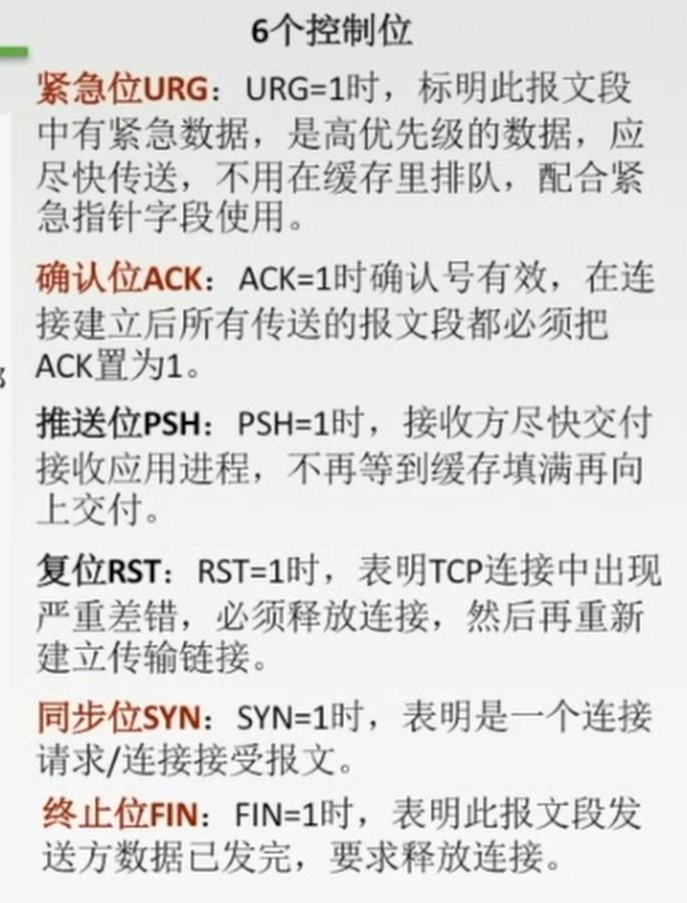 6个控制位
紧急位URG：URG=1时，标明此报文段
中有紧急数据，是高优先级的数据，应
尽快传送，不用在缓存里排队，配合紧
急指针字段使用。
确认位ACK：ACK=1时确认号有效，在连
接建立后所有传送的报文段都必须把
ACK置为1。
推送位PSH：PSH=1时，接收方尽快交付
接收应用进程，不再等到缓存填满再向
上交付。
复位RST：RST=1时，表明TCP连接中出现
严重差错，必须释放连接，然后再重新
建立传输链接。
同步位SYN：SYN=1时，表明是一个连接
请求/连接接受报文。
终止位FIN：FIN=1时，表明此报文段发
送方数据已发完，要求释放连接。